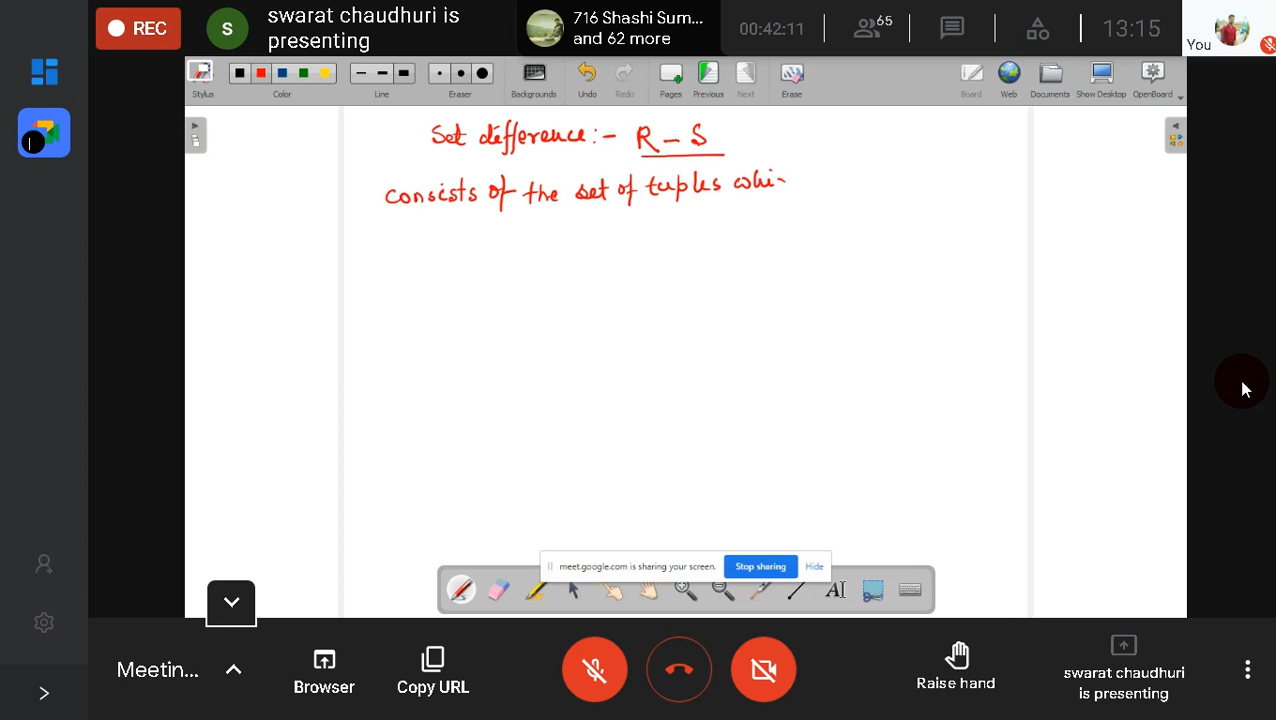 REC
S
swarat chaudhuri is
presenting
716 Shashi Sum...
and 62 more
00:42:11
65
13:15
You
Stylus
Color
Line
Eraser
Backgrounds
Undo
Redo
Pages
Previous
Next
Erase
Board
Web
Documents
Show Desktop
OpenBoard
Set difference:- R - S
consists of the set of tuples whi
meet.google.com is sharing your screen.
Stop sharing
Hide
AI
Meetin...
Browser
Copy URL
Raise hand
swarat chaudhuri
is presenting